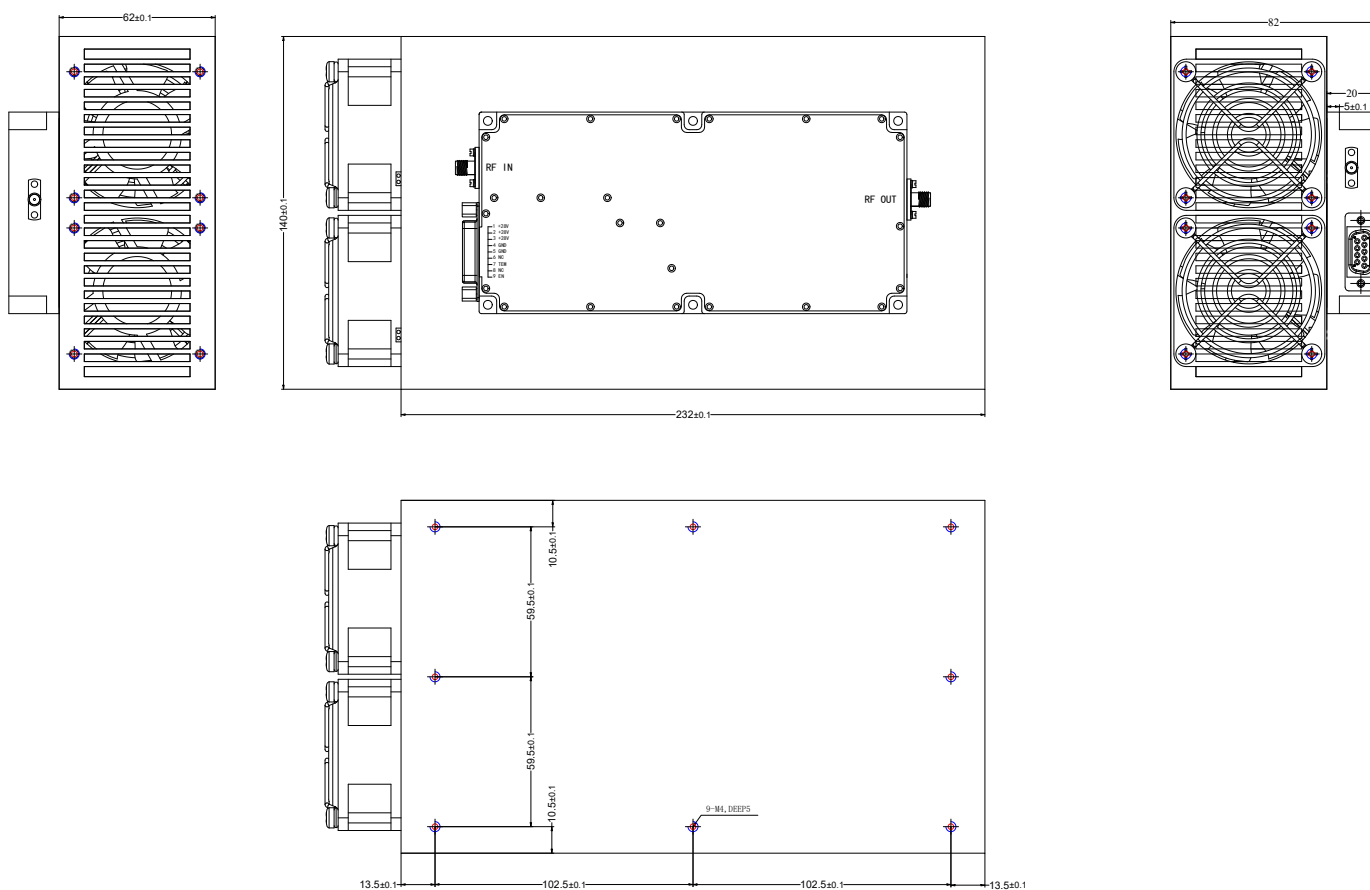 62±0.1
82
20
5±0.1
140±0.1
RF IN
RF OUT
1 +28V
2 +28V
3 +28V
4 GND
5 GND
6 NC
7 TEM
8 NC
9 EN
232±0.1
10.5±0.1
59.5±0.1
59.5±0.1
10.5±0.1
9-M4,DEEP5
13.5±0.1
102.5±0.1
102.5±0.1
13.5±0.1